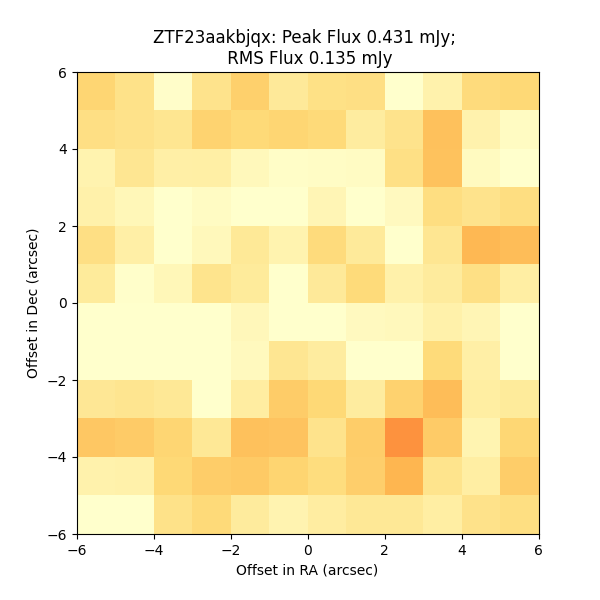 ZTF23aakbjqx: Peak Flux 0.431 mJy;
RMS Flux 0.135 mJy
6
4
2
0
−2
−4
−6
Offset in Dec (arcsec)
−6 −4 −2 0 2 4 6
Offset in RA (arcsec)